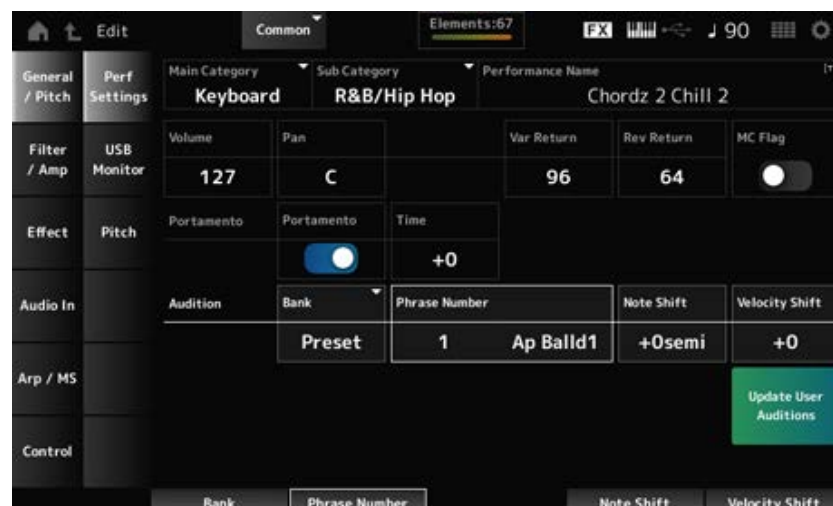 Edit
Common
Elements:67
FX
90
General / Pitch
Perf Settings
Main Category
Keyboard
Sub Category
R&B/Hip Hop
Performance Name
Chordz 2 Chill 2
Filter / Amp
USB Monitor
Volume
127
Pan
C
Var Return
96
Rev Return
64
MC Flag
Effect
Pitch
Portamento
Portamento
Time
+0
Audio In
Audition
Bank
Preset
Phrase Number
1 Ap Balld1
Note Shift
+0semi
Velocity Shift
+0
Arp / MS
Update User
Auditions
Control
Bank
Phrase Number
Note Shift
Velocity Shift